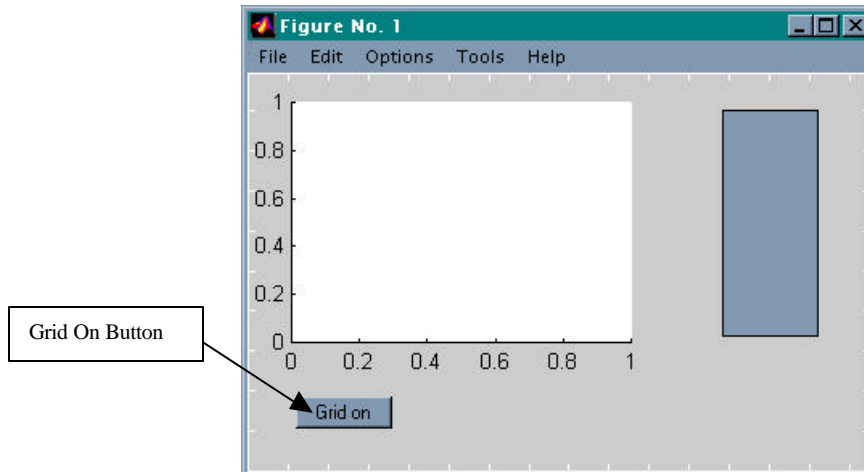 Figure No. 1
File Edit Options Tools Help
1
0.8
0.6
0.4
0.2
0
0 0.2 0.4 0.6 0.8 1
Grid On Button
Grid on